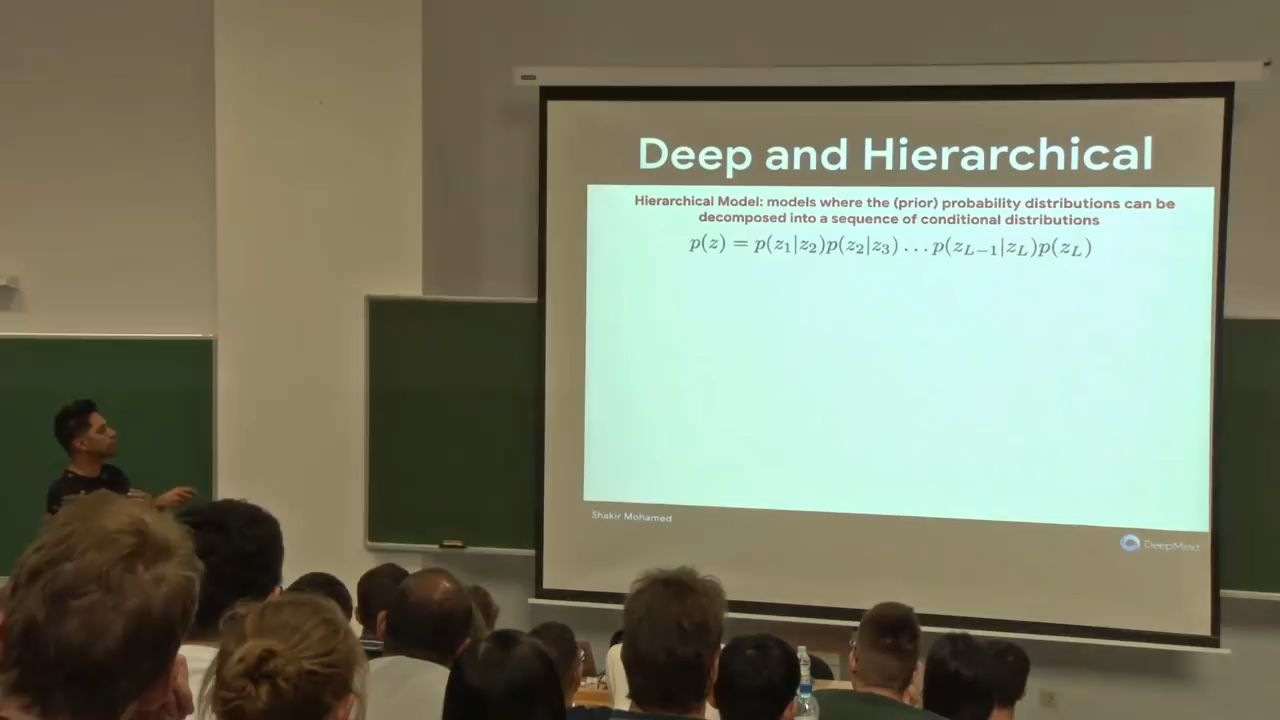 Deep and Hierarchical
Hierarchical Model: models where the (prior) probability distributions can be
decomposed into a sequence of conditional distributions
p(z) = p(z₁|z₂)p(z₂|z₃) . . . p(z_{L−1}|z_L)p(z_L)
Shakir Mohamed
DeepMind